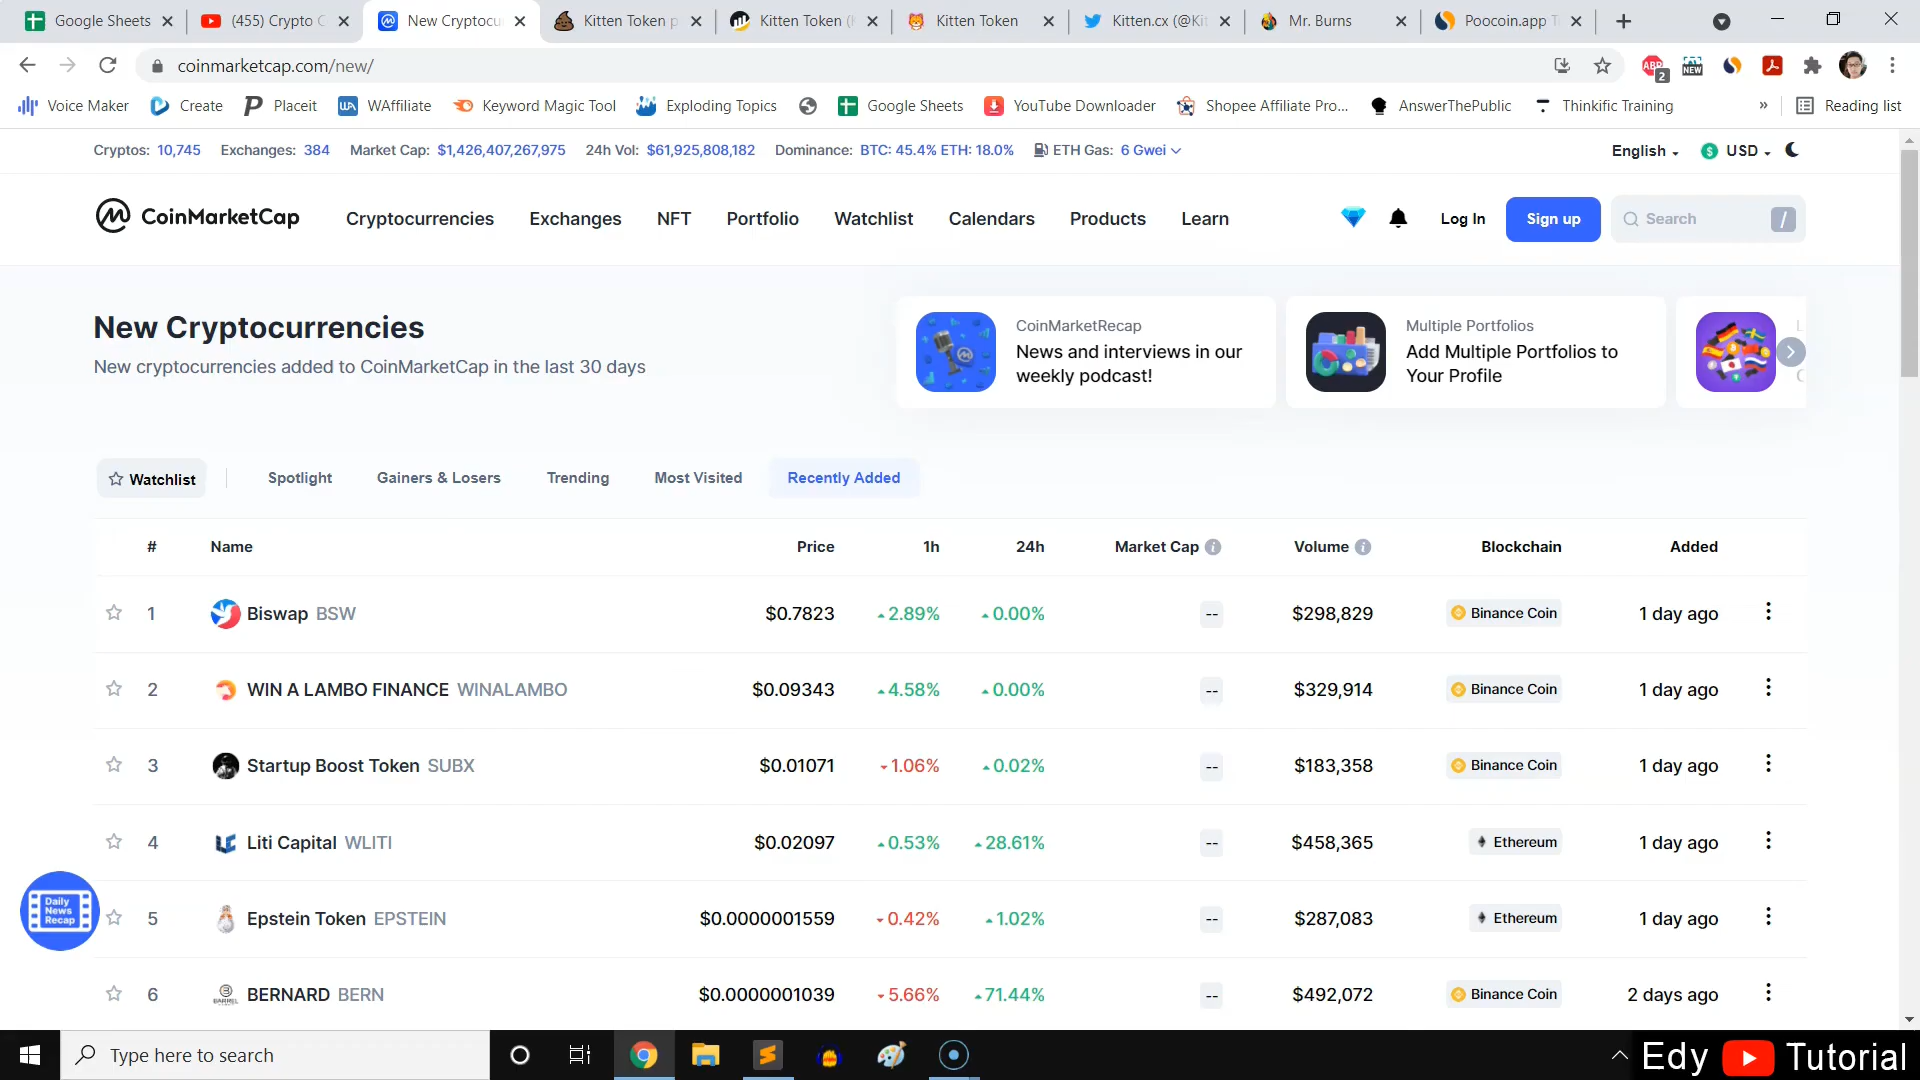 Google Sheets
(455) Crypto
New Cryptocu
Kitten Token p
Kitten Token (
Kitten Token
Kitten.cx (@Ki
Mr. Burns
Poocoin.app T
coinmarketcap.com/new/
ABP
2
NEW
Voice Maker
Create
Placeit
WAffiliate
Keyword Magic Tool
Exploding Topics
Google Sheets
YouTube Downloader
Shopee Affiliate Pro...
AnswerThePublic
Thinkific Training
»
Reading list
Cryptos: 10,745 Exchanges: 384 Market Cap: $1,426,407,267,975 24h Vol: $61,925,808,182 Dominance: BTC: 45.4% ETH: 18.0% ETH Gas: 6 Gwei
English
$ USD
CoinMarketCap
Cryptocurrencies Exchanges NFT Portfolio Watchlist Calendars Products Learn
Log In
Sign up
Search /
New Cryptocurrencies
New cryptocurrencies added to CoinMarketCap in the last 30 days
CoinMarketRecap
News and interviews in our
weekly podcast!
Multiple Portfolios
Add Multiple Portfolios to
Your Profile
Watchlist Spotlight Gainers & Losers Trending Most Visited Recently Added
# Name Price 1h 24h Market Cap Volume Blockchain Added
1 Biswap BSW $0.7823 2.89% 0.00% -- $298,829 Binance Coin 1 day ago
2 WIN A LAMBO FINANCE WINALAMBO $0.09343 4.58% 0.00% -- $329,914 Binance Coin 1 day ago
3 Startup Boost Token SUBX $0.01071 1.06% 0.02% -- $183,358 Binance Coin 1 day ago
4 Liti Capital WLITI $0.02097 0.53% 28.61% -- $458,365 Ethereum 1 day ago
5 Epstein Token EPSTEIN $0.0000001559 0.42% 1.02% -- $287,083 Ethereum 1 day ago
6 BERNARD BERN $0.0000001039 5.66% 71.44% -- $492,072 Binance Coin 2 days ago
Daily
News
Recap
Type here to search
Edy Tutorial